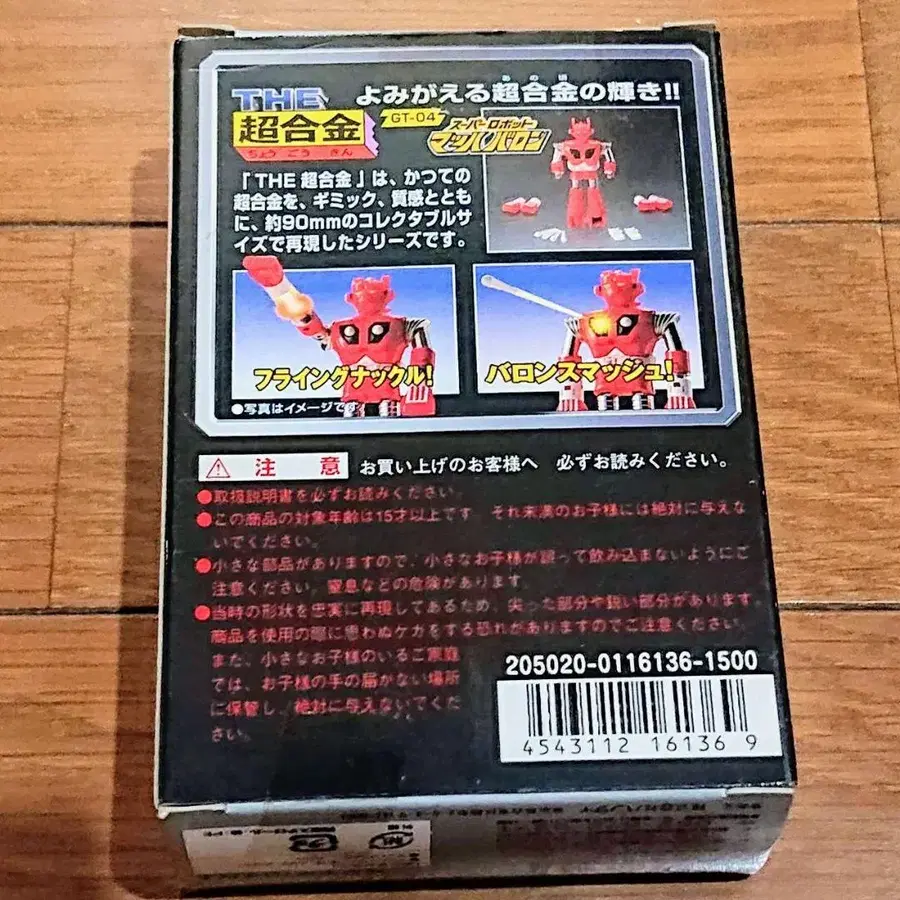 THE
超合金
ちょう ごう きん
あの頃
よみがえる超合金の輝き!!
GT-04
スーパーロボット
マッハバロン
「THE 超合金」は、かつての
超合金を、ギミック、質感ととも
に、約90mmのコレクタブルサ
イズで再現したシリーズです。
フライングナックル!
バロンスマッシュ!
●写真はイメージです。
注 意
お買い上げのお客様へ 必ずお読みください。
●取扱説明書を必ずお読みください。
●この商品の対象年齢は15才以上です それ未満のお子様には絶対に与えな
いでください。
●小さな部品がありますので、小さなお子様が誤って飲み込まないようにご
注意ください。窒息などの危険があります。
●当時の形状を忠実に再現してあるため、尖った部分や鋭い部分があります。
商品を使用の際に思わぬケガをする恐れがありますのでご注意ください。
また、小さなお子様のいるご家庭
では、お子様の手の届かない場所
に保管し、絶対に与えないでくだ
さい。
205020-0116136-1500
4543112 161369
株式会社バンダイ